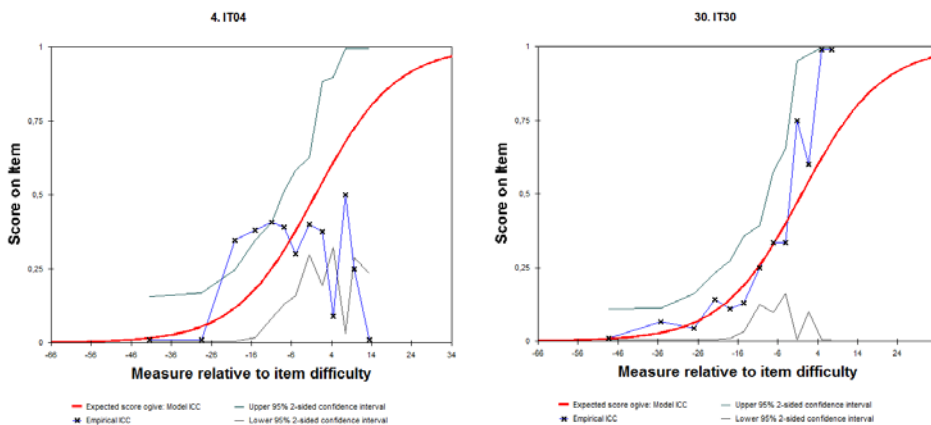 4. IT04
30. IT30
Score on Item
1
0,75
0,5
0,25
0
-66 -56 -46 -36 -26 -16 -6 4 14 24 34
Measure relative to item difficulty
Expected score ogive: Model ICC
Upper 95% 2-sided confidence interval
Empirical ICC
Lower 95% 2-sided confidence interval
Score on Item
1
0,75
0,5
0,25
0
-66 -56 -46 -36 -26 -16 -6 4 14 24
Measure relative to item difficulty
Expected score ogive: Model ICC
Upper 95% 2-sided confidence interval
Empirical ICC
Lower 95% 2-sided confidence interval